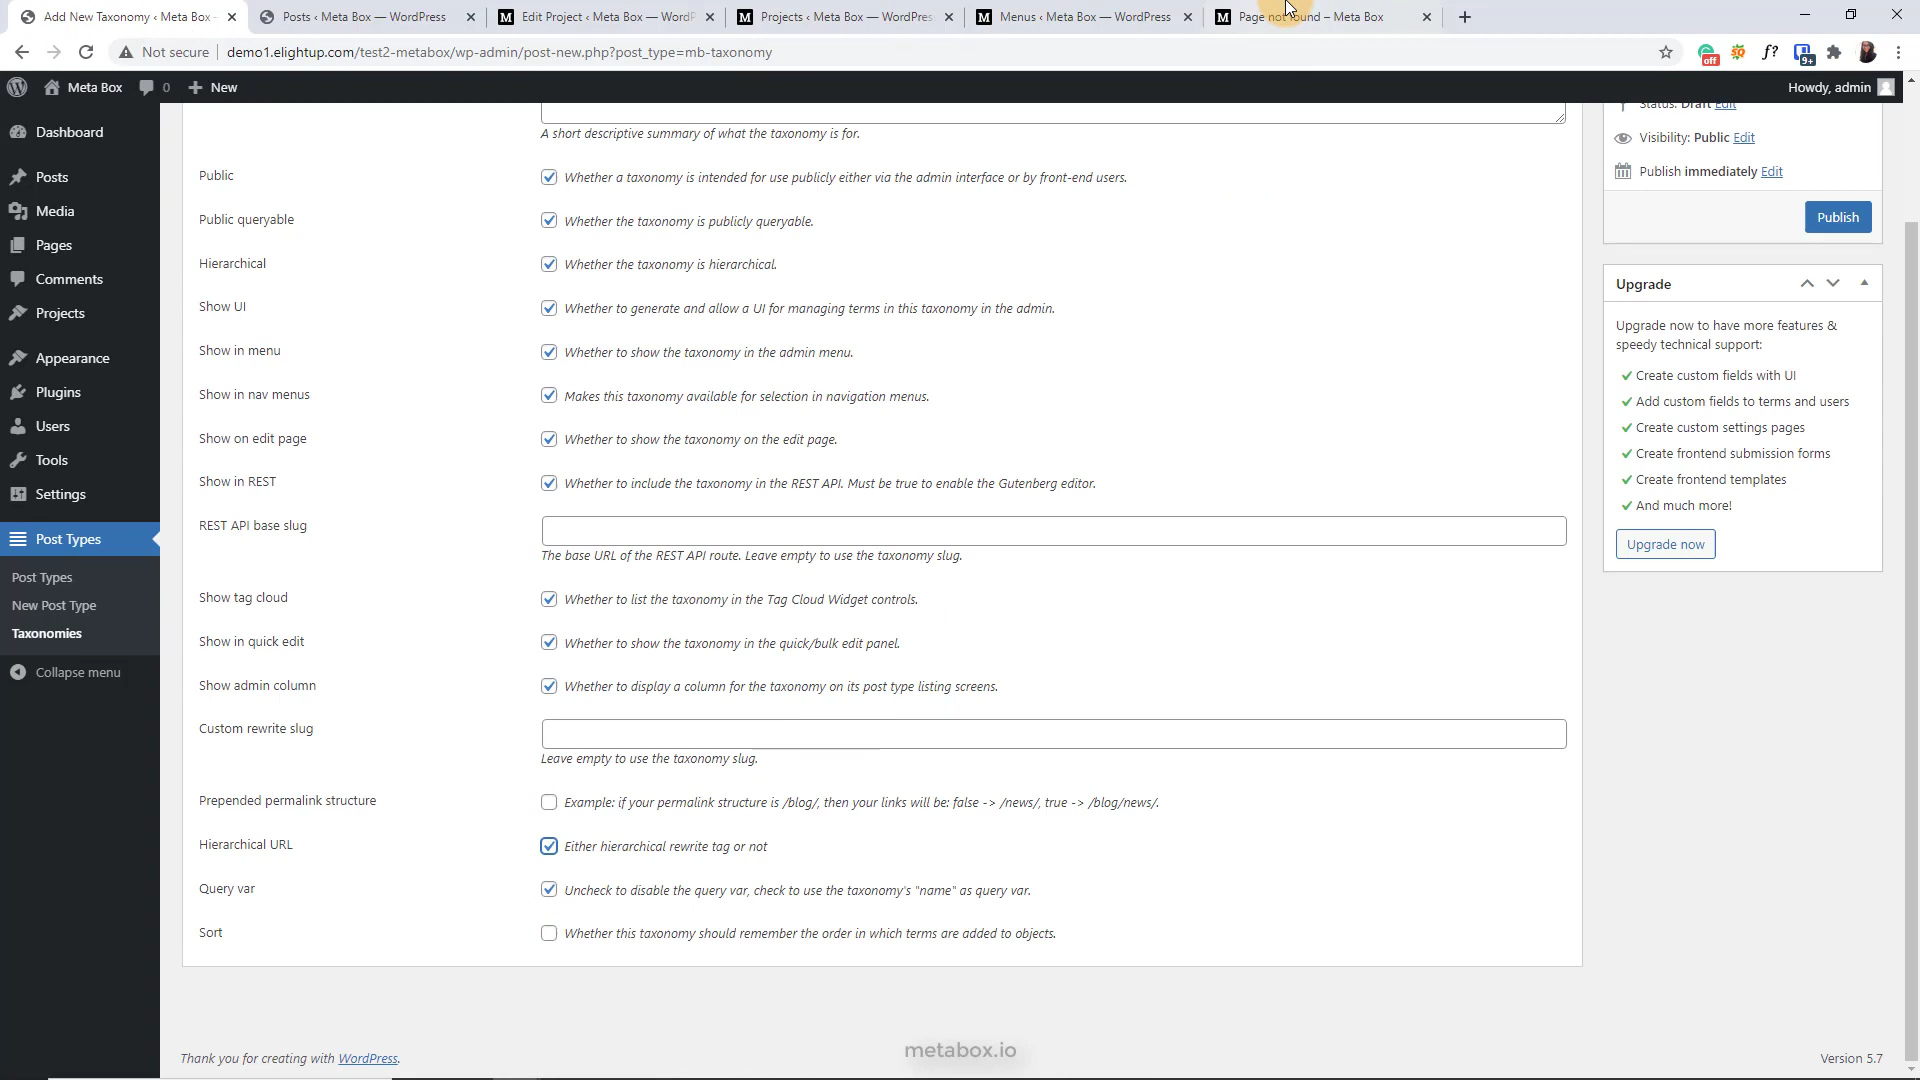 Add New Taxonomy ‹ Meta Box
Posts ‹ Meta Box — WordPress
Edit Project ‹ Meta Box — WordP
Projects ‹ Meta Box — WordPres
Menus ‹ Meta Box — WordPress
Page not found – Meta Box
Not secure
demo1.elightup.com/test2-metabox/wp-admin/post-new.php?post_type=mb-taxonomy
off
f?
9+
Meta Box
0
New
Howdy, admin
Dashboard
Posts
Media
Pages
Comments
Projects
Appearance
Plugins
Users
Tools
Settings
Post Types
Post Types
New Post Type
Taxonomies
Collapse menu
A short descriptive summary of what the taxonomy is for.
Public
Whether a taxonomy is intended for use publicly either via the admin interface or by front-end users.
Public queryable
Whether the taxonomy is publicly queryable.
Hierarchical
Whether the taxonomy is hierarchical.
Show UI
Whether to generate and allow a UI for managing terms in this taxonomy in the admin.
Show in menu
Whether to show the taxonomy in the admin menu.
Show in nav menus
Makes this taxonomy available for selection in navigation menus.
Show on edit page
Whether to show the taxonomy on the edit page.
Show in REST
Whether to include the taxonomy in the REST API. Must be true to enable the Gutenberg editor.
REST API base slug
The base URL of the REST API route. Leave empty to use the taxonomy slug.
Show tag cloud
Whether to list the taxonomy in the Tag Cloud Widget controls.
Show in quick edit
Whether to show the taxonomy in the quick/bulk edit panel.
Show admin column
Whether to display a column for the taxonomy on its post type listing screens.
Custom rewrite slug
Leave empty to use the taxonomy slug.
Prepended permalink structure
Example: if your permalink structure is /blog/, then your links will be: false -> /news/, true -> /blog/news/.
Hierarchical URL
Either hierarchical rewrite tag or not
Query var
Uncheck to disable the query var, check to use the taxonomy's "name" as query var.
Sort
Whether this taxonomy should remember the order in which terms are added to objects.
Status: Draft Edit
Visibility: Public Edit
Publish immediately Edit
Publish
Upgrade
Upgrade now to have more features &
speedy technical support:
Create custom fields with UI
Add custom fields to terms and users
Create custom settings pages
Create frontend submission forms
Create frontend templates
And much more!
Upgrade now
Thank you for creating with WordPress.
metabox.io
Version 5.7